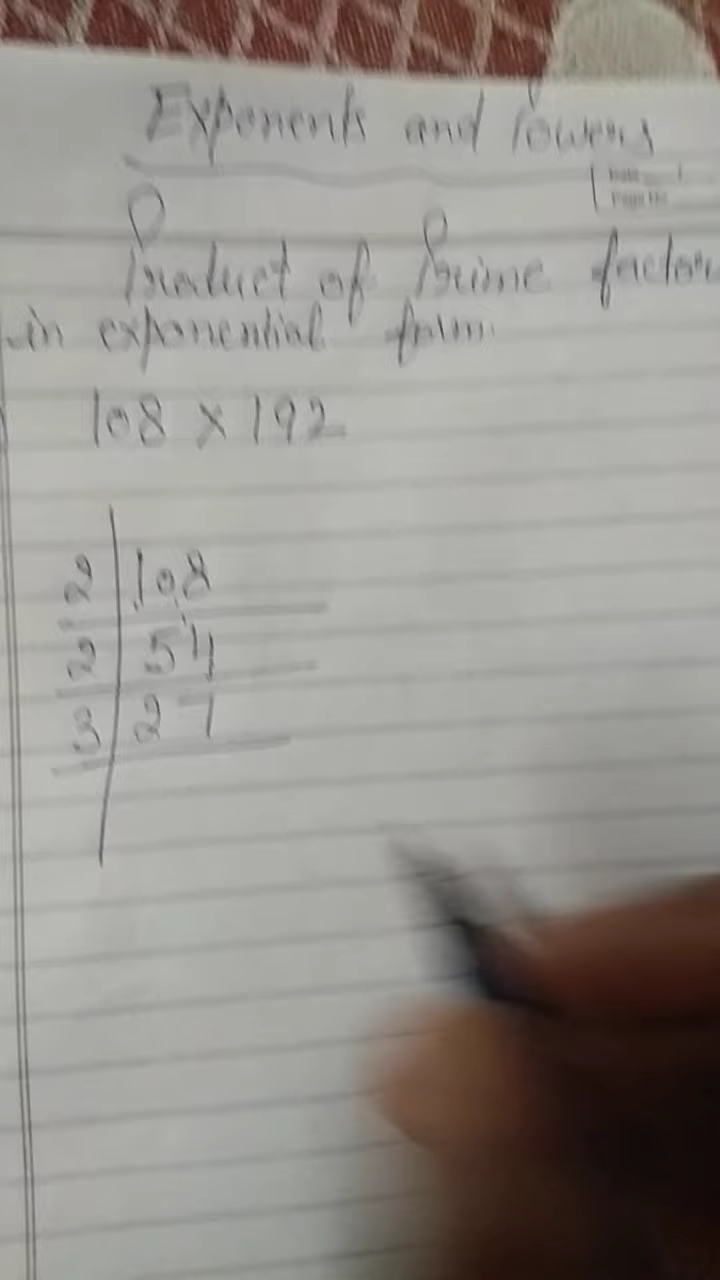 Exponents and Powers
Product of Prime factors
in exponential form.
108 × 192
2 108
2 54
3 27